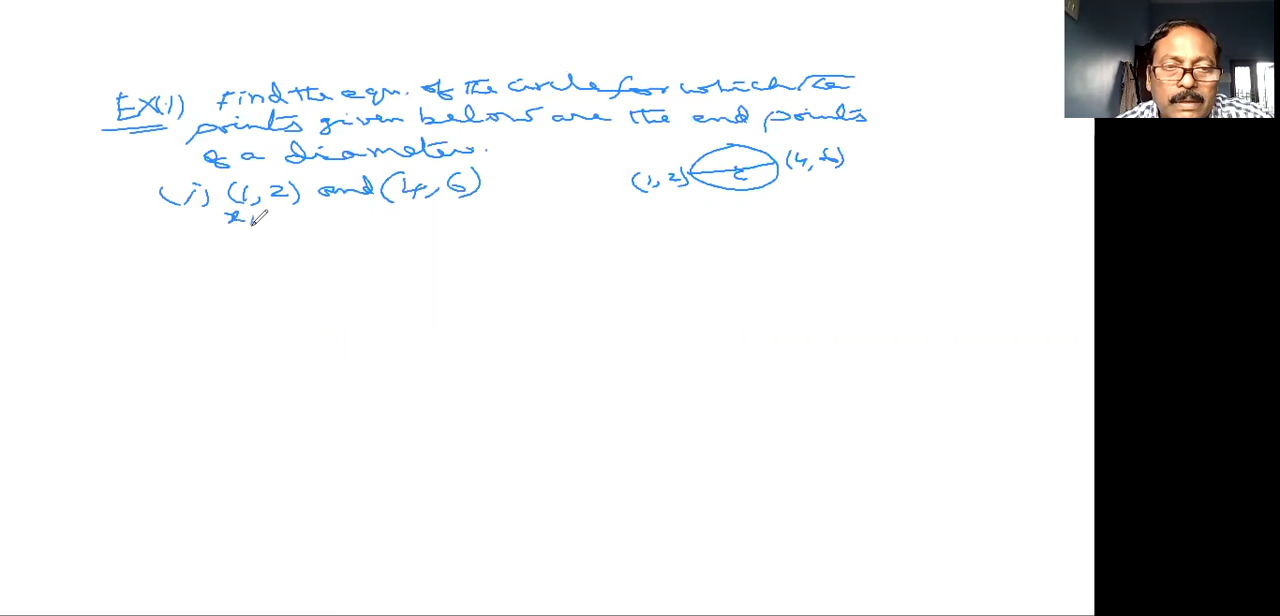 Ex(1) Find the eqn. of the circle for which the
points given below are the end points
of a diameter.
(i) (1, 2) and (4, 6)
x1
(1, 2) c (4, 6)